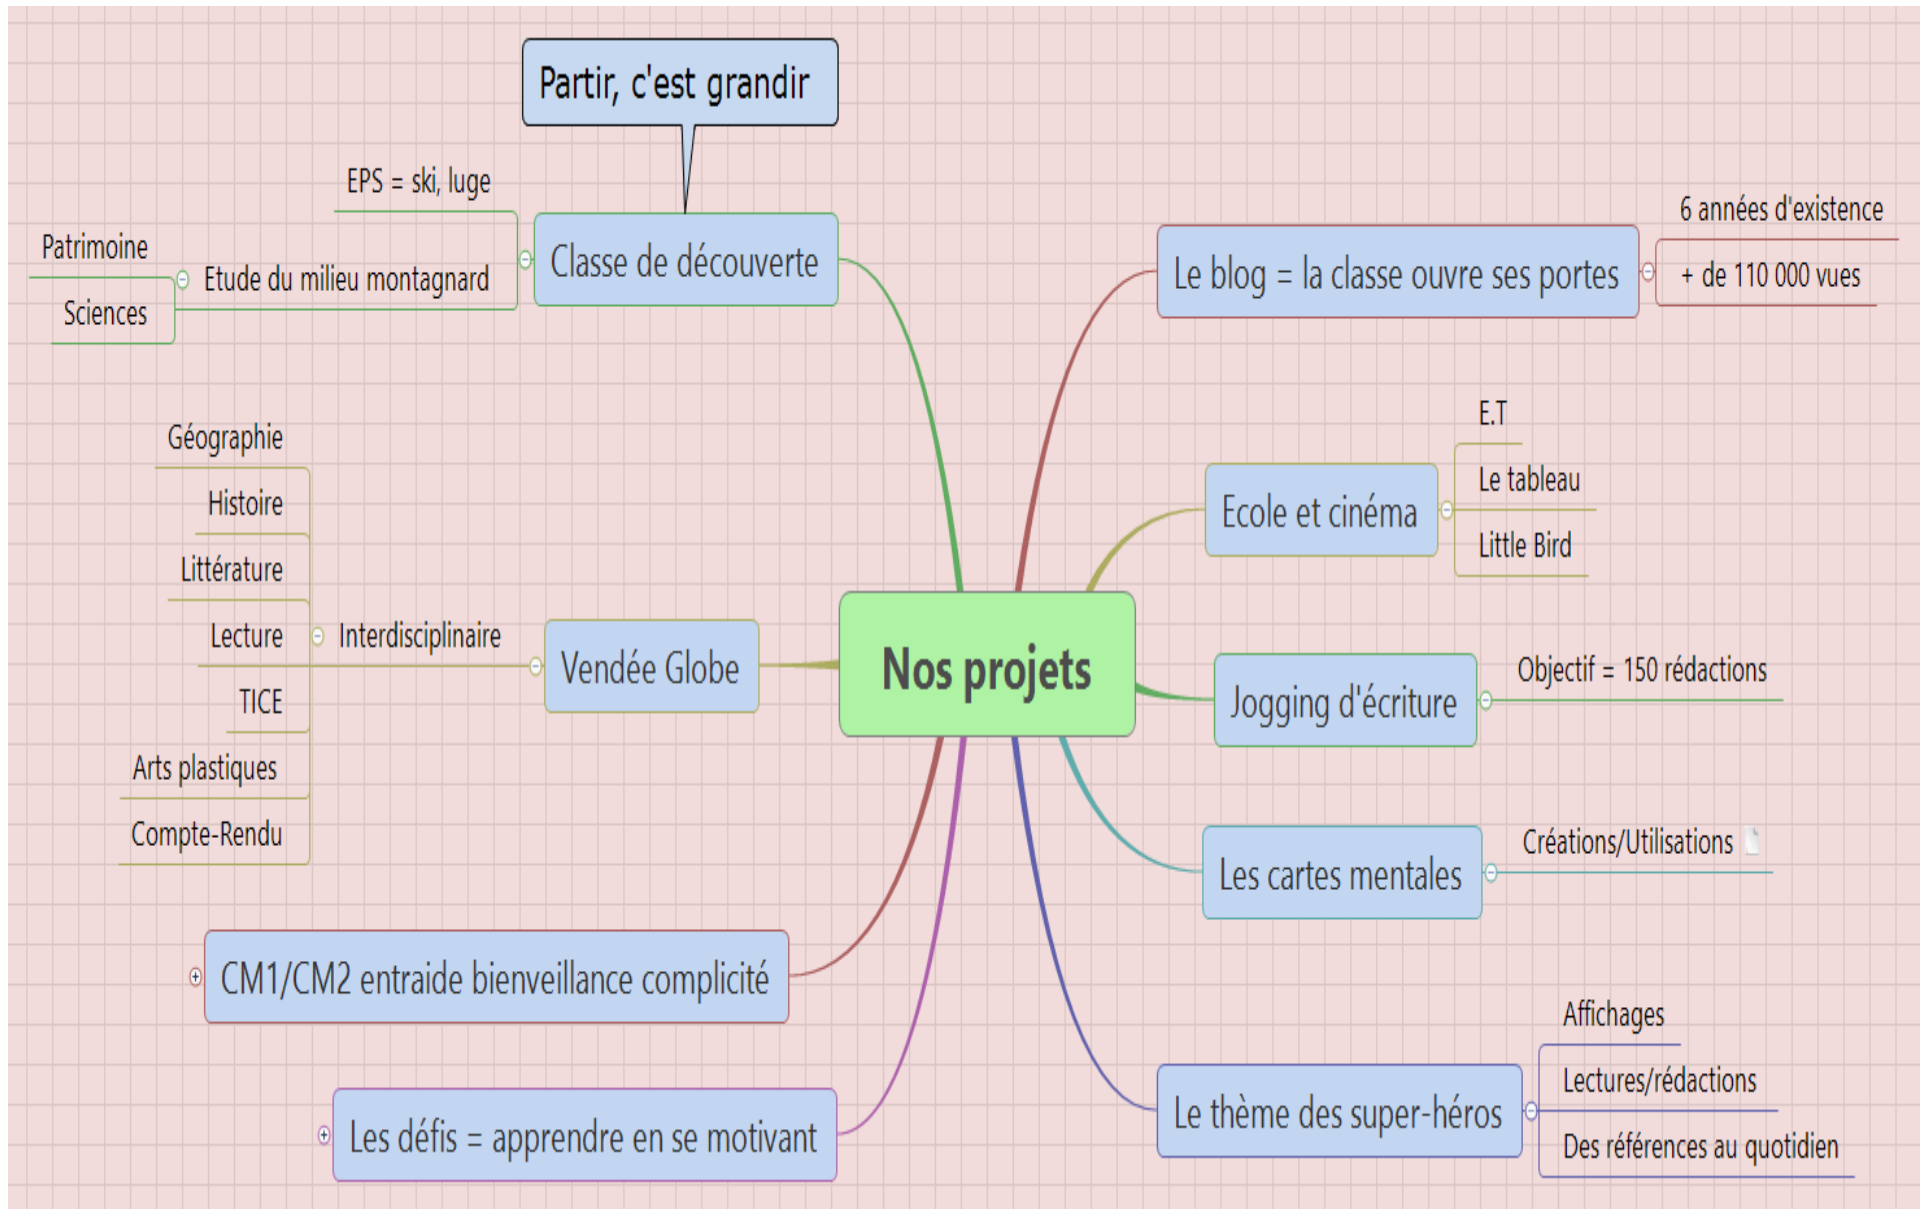 Partir, c'est grandir
Classe de découverte
EPS = ski, luge
Etude du milieu montagnard
Patrimoine
Sciences
Vendée Globe
Interdisciplinaire
Géographie
Histoire
Littérature
Lecture
TICE
Arts plastiques
Compte-Rendu
CM1/CM2 entraide bienveillance complicité
Les défis = apprendre en se motivant
Nos projets
Le blog = la classe ouvre ses portes
6 années d'existence
+ de 110 000 vues
Ecole et cinéma
E.T
Le tableau
Little Bird
Jogging d'écriture
Objectif = 150 rédactions
Les cartes mentales
Créations/Utilisations
Le thème des super-héros
Affichages
Lectures/rédactions
Des références au quotidien